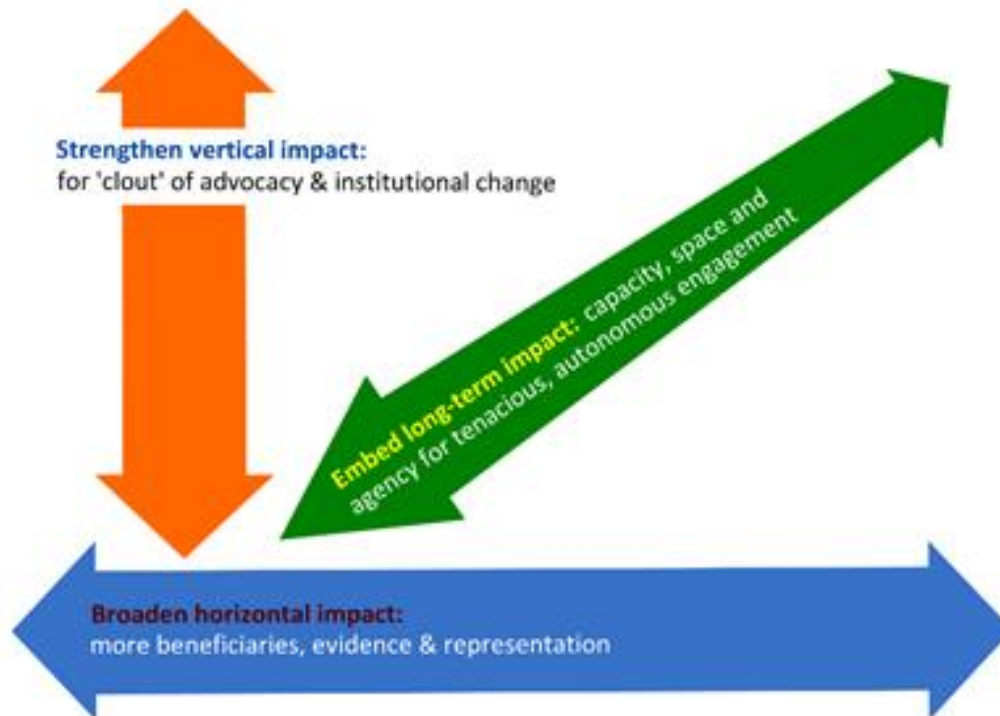 Strengthen vertical impact:
for 'clout' of advocacy & institutional change
Embed long-term impact: capacity, space and
agency for tenacious, autonomous engagement
Broaden horizontal impact:
more beneficiaries, evidence & representation